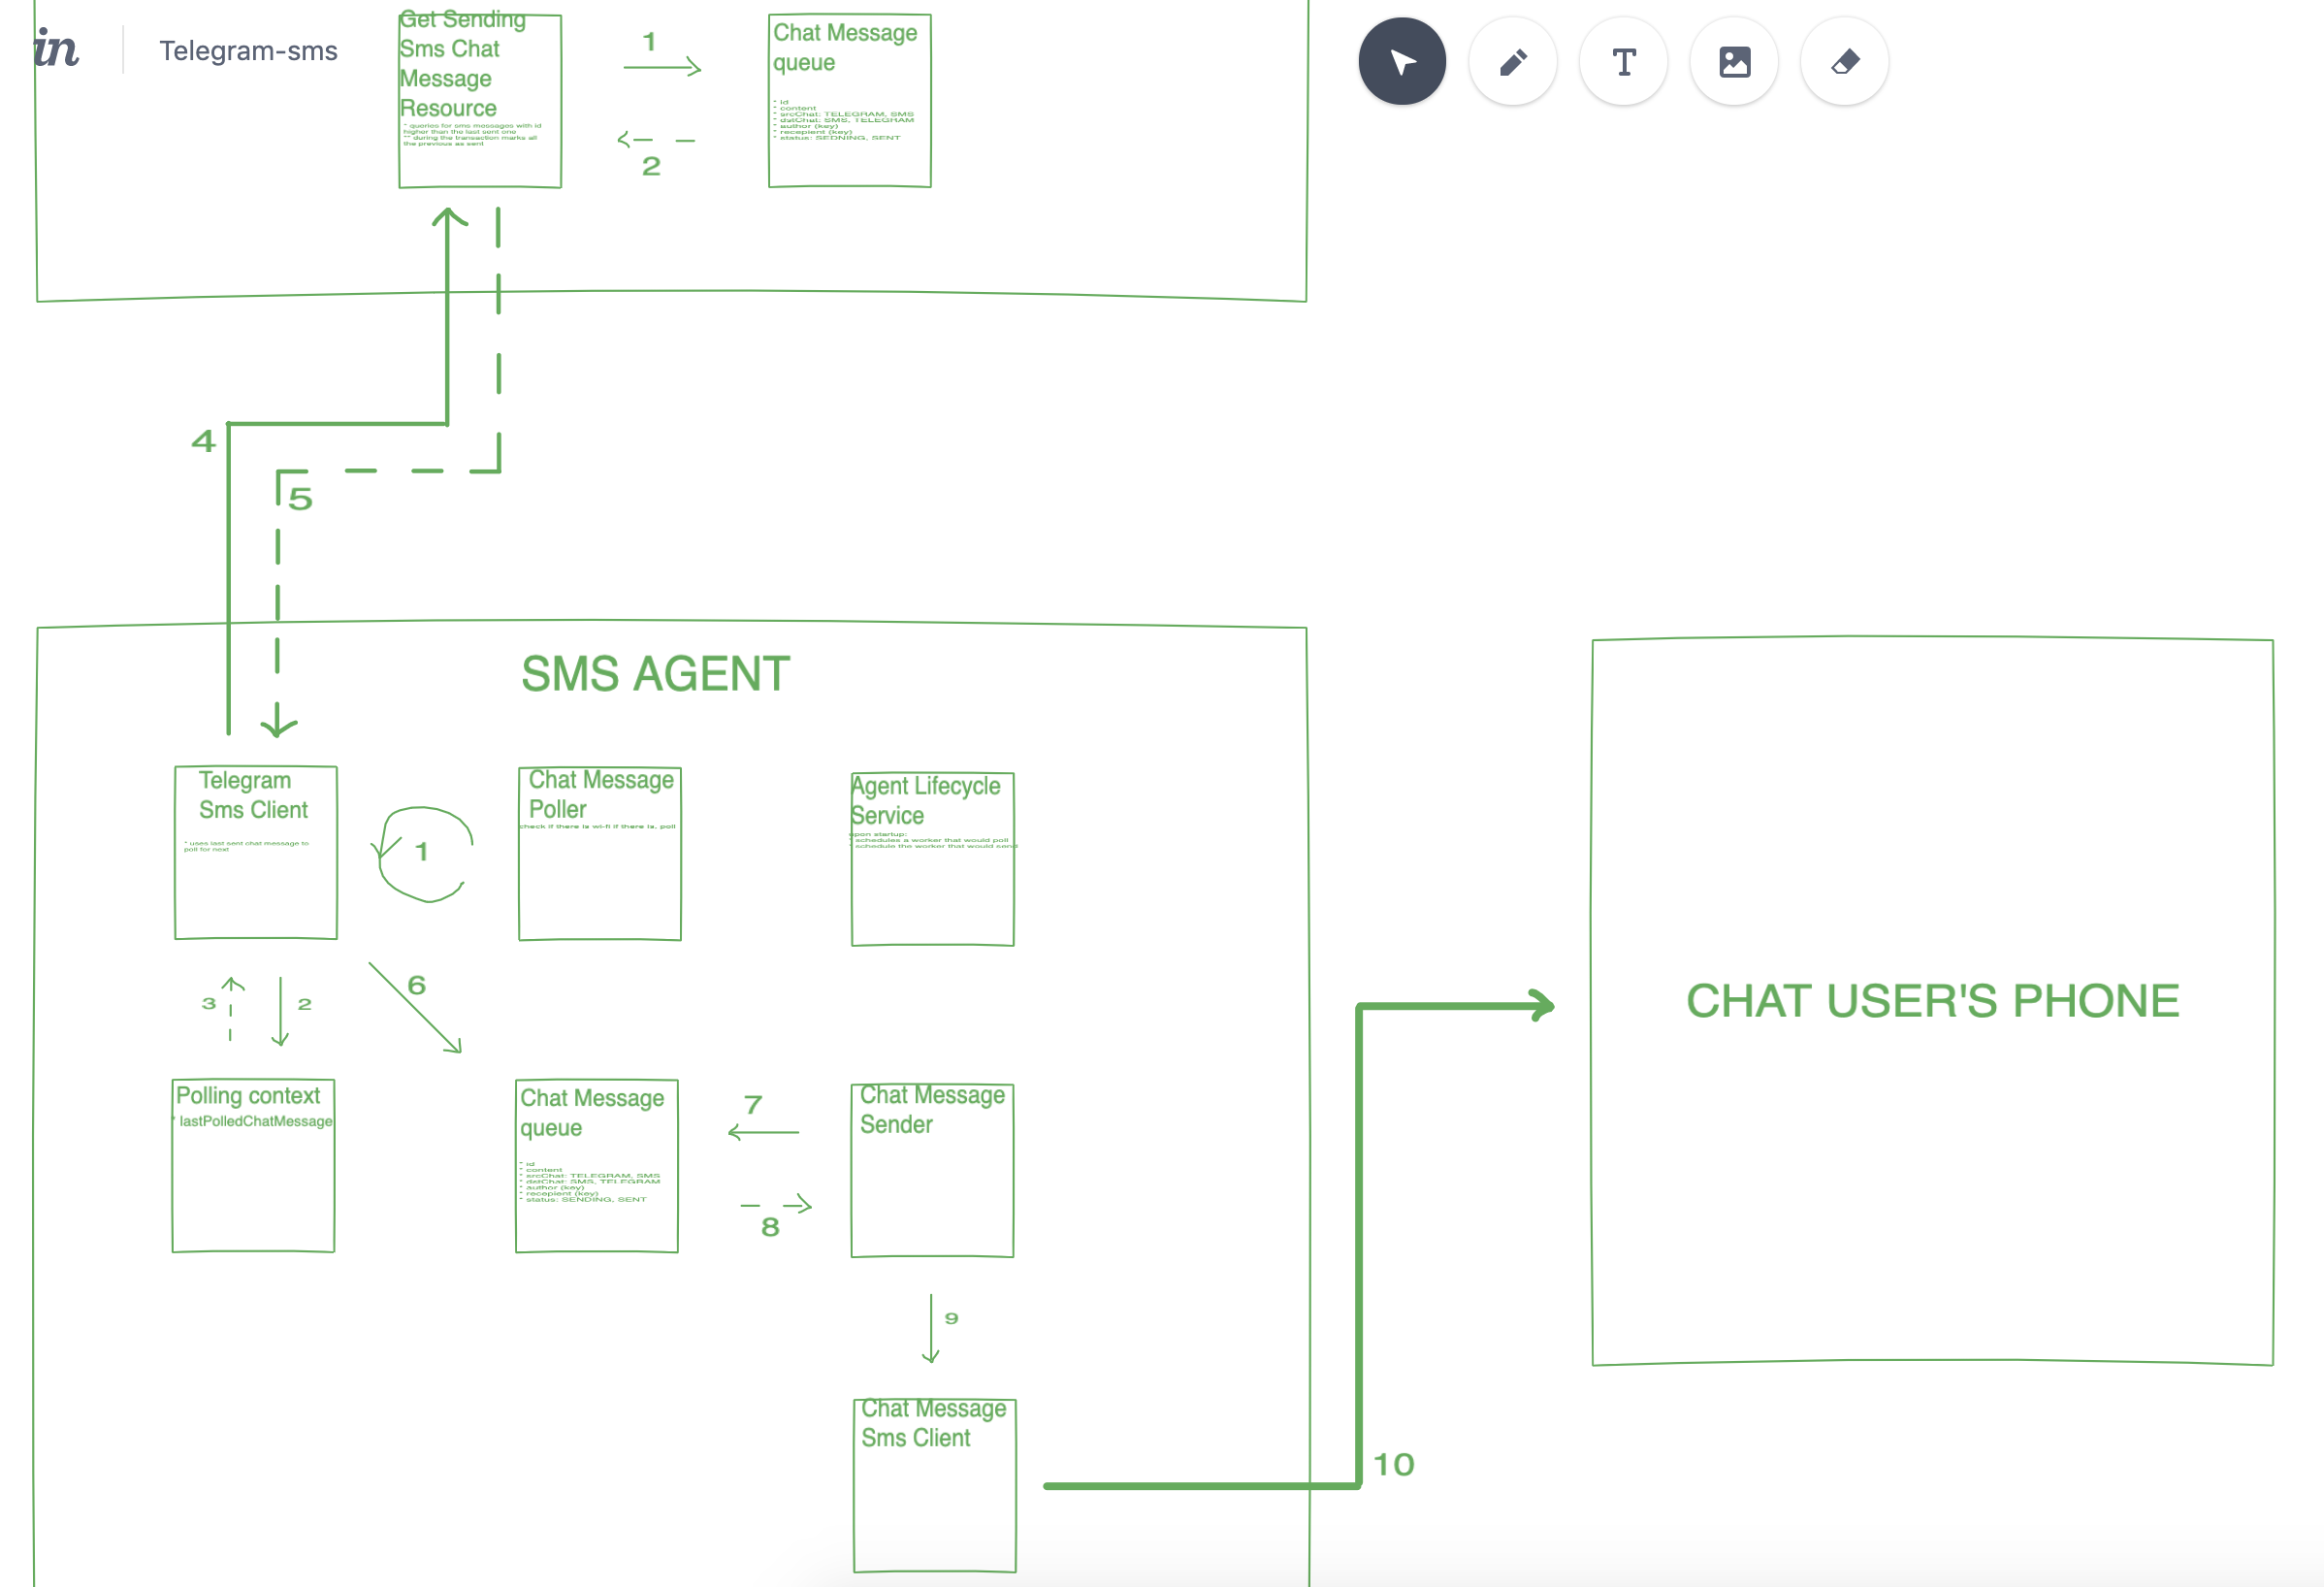 in
Telegram-sms
Get Sending
Sms Chat
Message
Resource
* queries for sms messages with id
higher than the last sent one
** during the transaction marks all
the previous as sent
1
2
Chat Message
queue
* id
* content
* srcChat: TELEGRAM, SMS
* dstChat: SMS, TELEGRAM
* author (key)
* recepient (key)
* status: SEDNING, SENT
T
4
5
SMS AGENT
Telegram
Sms Client
* uses last sent chat message to
poll for next
1
Chat Message
Poller
check if there is wi-fi if there is, poll
Agent Lifecycle
Service
upon startup:
* schedules a worker that would poll
* schedule the worker that would send
3
2
6
Polling context
* lastPolledChatMessage
Chat Message
queue
* id
* content
* srcChat: TELEGRAM, SMS
* dstChat: SMS, TELEGRAM
* author (key)
* recepient (key)
* status: SENDING, SENT
7
8
Chat Message
Sender
9
Chat Message
Sms Client
10
CHAT USER'S PHONE